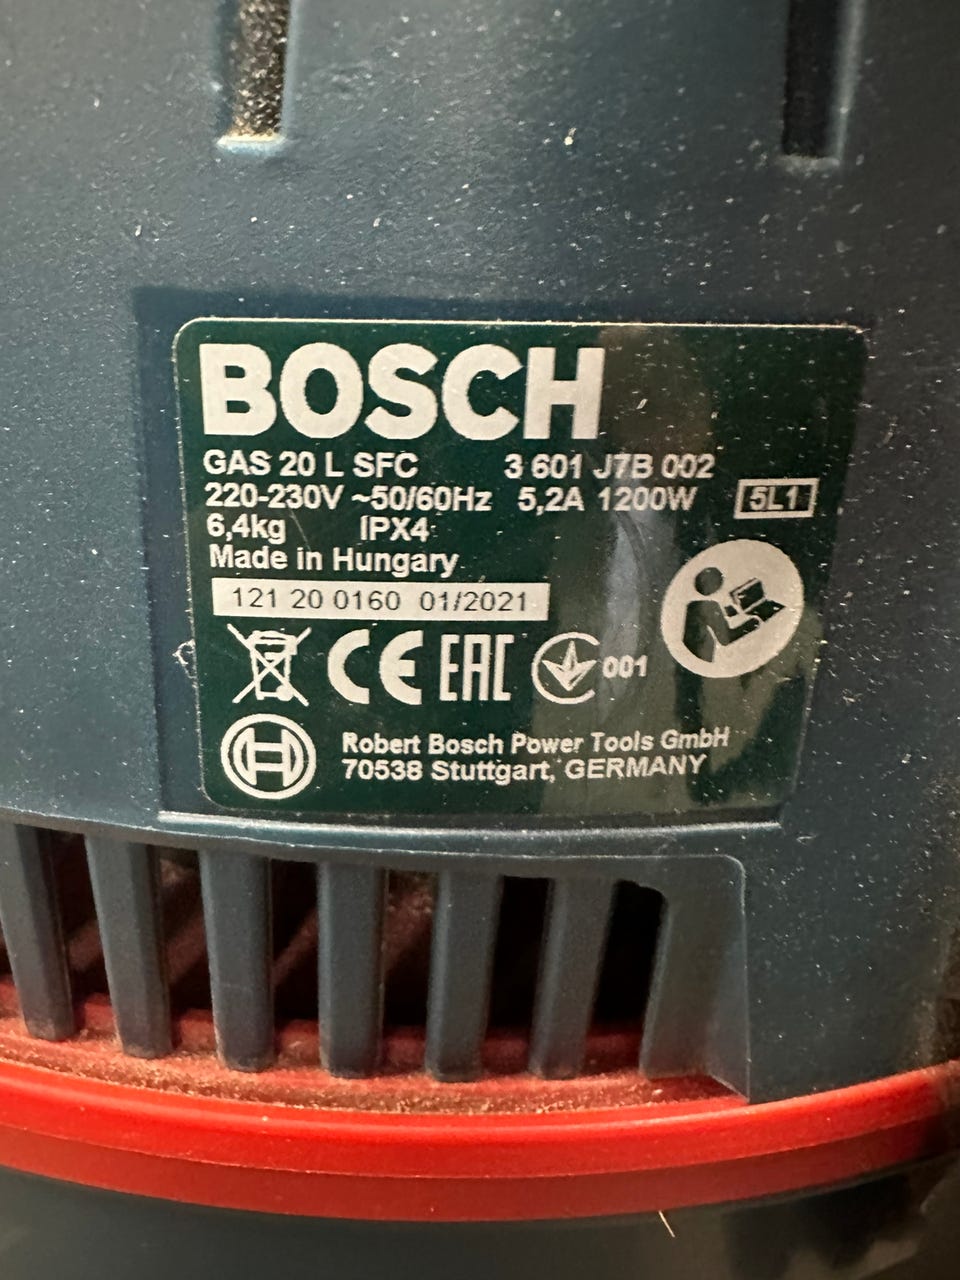 BOSCH
GAS 20 L SFC 3 601 J7B 002
220-230V ~50/60Hz 5,2A 1200W 5L1
6,4kg IPX4
Made in Hungary
121 20 0160 01/2021
CE EAC 001
Robert Bosch Power Tools GmbH
70538 Stuttgart, GERMANY